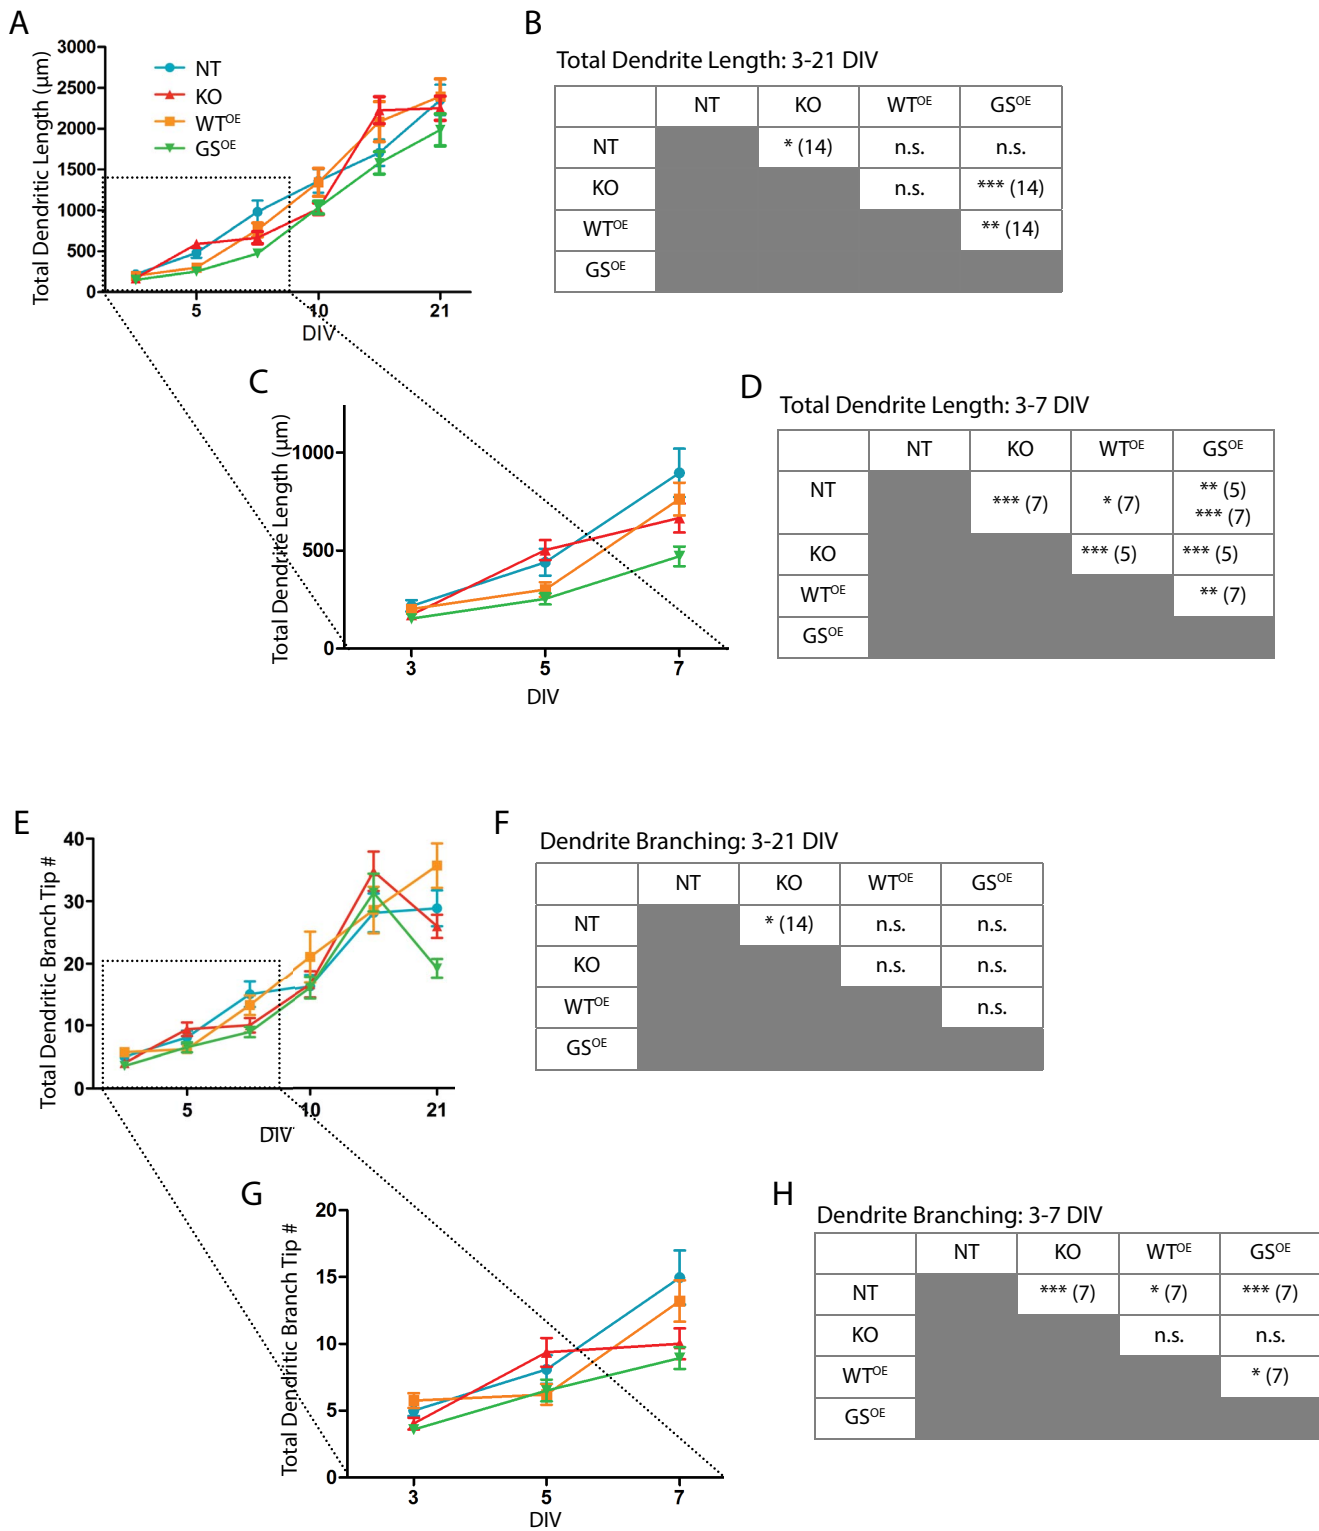 A
Total Dendritic Length (µm)
3000
2500
2000
1500
1000
500
0
5
10
21
DIV
NT
KO
WTOE
GSOE
B
Total Dendrite Length: 3-21 DIV
NT KO WTOE GSOE
NT * (14) n.s. n.s.
KO n.s. *** (14)
WTOE ** (14)
GSOE
C
Total Dendrite Length (µm)
1000
500
0
3 5 7
DIV
D
Total Dendrite Length: 3-7 DIV
NT KO WTOE GSOE
NT *** (7) * (7) ** (5)
*** (7)
KO *** (5) *** (5)
WTOE ** (7)
GSOE
E
Total Dendritic Branch Tip #
40
30
20
10
0
5 10 21
DIV
F
Dendrite Branching: 3-21 DIV
NT KO WTOE GSOE
NT * (14) n.s. n.s.
KO n.s. n.s.
WTOE n.s.
GSOE
G
Total Dendritic Branch Tip #
20
15
10
5
0
3 5 7
DIV
H
Dendrite Branching: 3-7 DIV
NT KO WTOE GSOE
NT *** (7) * (7) *** (7)
KO n.s. n.s.
WTOE * (7)
GSOE